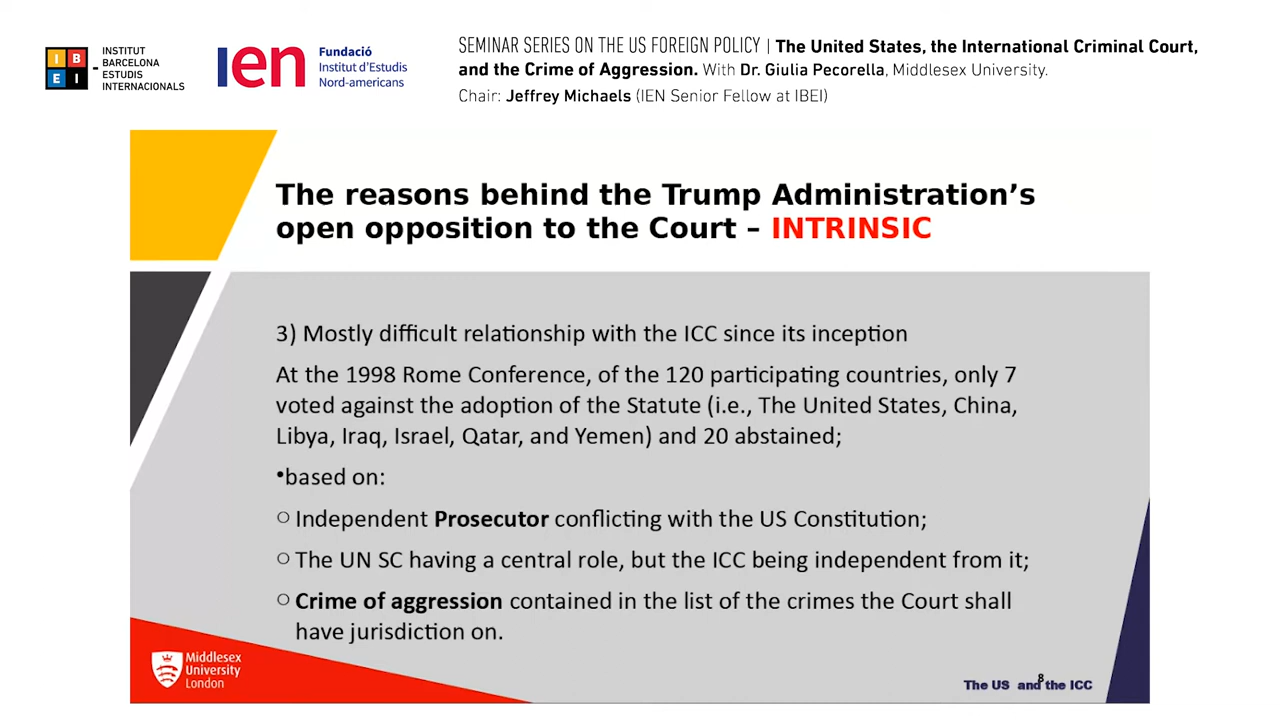 I B
E I
INSTITUT
BARCELONA
ESTUDIS
INTERNACIONALS
ien
Fundació
Institut d'Estudis
Nord-americans
SEMINAR SERIES ON THE US FOREIGN POLICY | The United States, the International Criminal Court,
and the Crime of Aggression. With Dr. Giulia Pecorella, Middlesex University.
Chair: Jeffrey Michaels (IEN Senior Fellow at IBEI)
The reasons behind the Trump Administration’s
open opposition to the Court – INTRINSIC
3) Mostly difficult relationship with the ICC since its inception
At the 1998 Rome Conference, of the 120 participating countries, only 7
voted against the adoption of the Statute (i.e., The United States, China,
Libya, Iraq, Israel, Qatar, and Yemen) and 20 abstained;
•based on:
○ Independent Prosecutor conflicting with the US Constitution;
○ The UN SC having a central role, but the ICC being independent from it;
○ Crime of aggression contained in the list of the crimes the Court shall
have jurisdiction on.
Middlesex
University
London
The US and the ICC
8